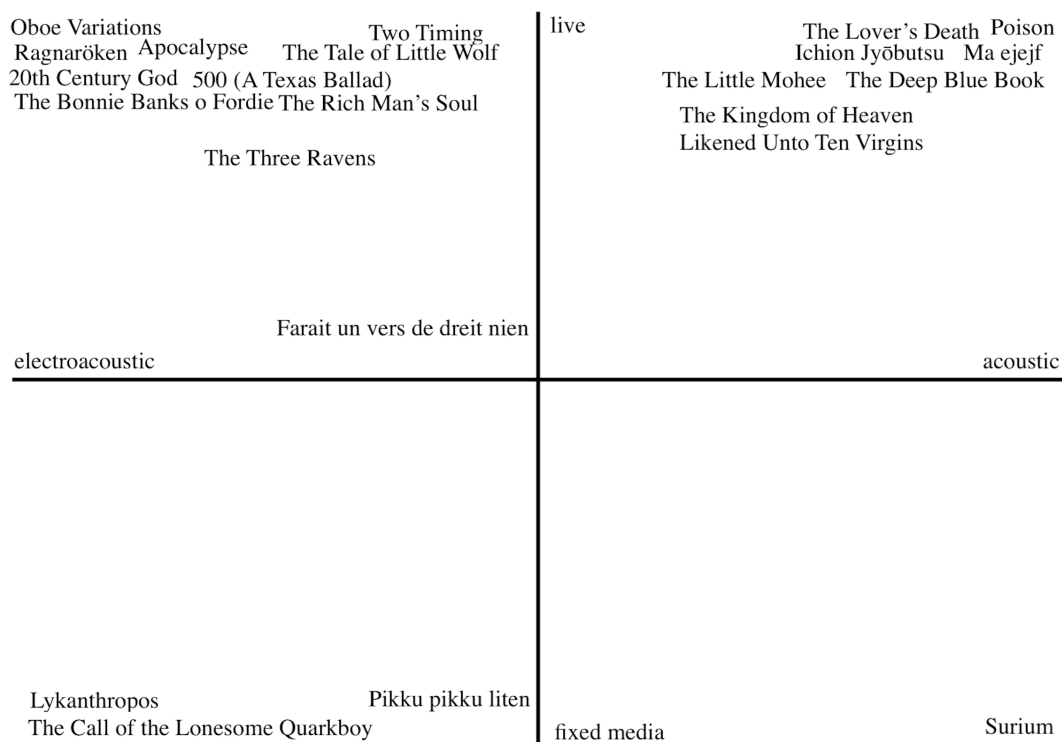 Oboe Variations
Two Timing
Ragnaröken Apocalypse The Tale of Little Wolf
20th Century God 500 (A Texas Ballad)
The Bonnie Banks o Fordie The Rich Man's Soul
The Three Ravens
Farait un vers de dreit nien
electroacoustic
live
The Lover's Death Poison
Ichion Jyōbutsu Ma ejejf
The Little Mohee The Deep Blue Book
The Kingdom of Heaven
Likened Unto Ten Virgins
acoustic
Lykanthropos
Pikku pikku liten
The Call of the Lonesome Quarkboy
fixed media
Surium